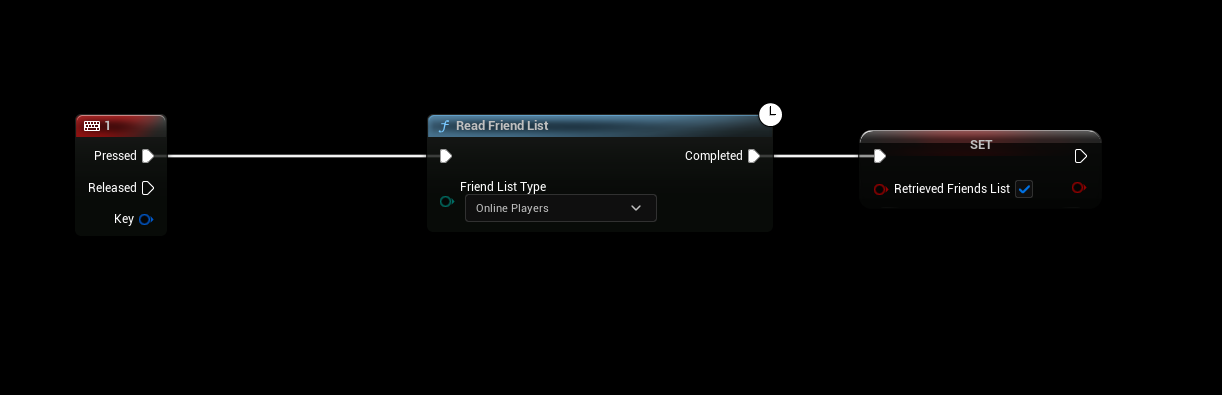 1
Pressed
Released
Key
Read Friend List
Completed
Friend List Type
Online Players
SET
Retrieved Friends List